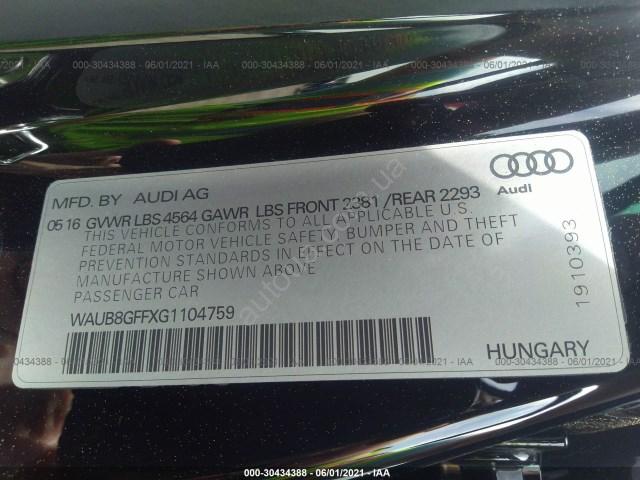 000-30434388 - 06/01/2021 - IAA
MFD. BY AUDI AG
Audi
05 16 GVWR LBS 4564 GAWR LBS FRONT 2381 /REAR 2293
THIS VEHICLE CONFORMS TO ALL APPLICABLE U.S.
FEDERAL MOTOR VEHICLE SAFETY, BUMPER AND THEFT
PREVENTION STANDARDS IN EFFECT ON THE DATE OF
MANUFACTURE SHOWN ABOVE
PASSENGER CAR
1910393
WAUB8GFFXG1104759
HUNGARY
autobidmaster.ua
000-30434388 - 06/01/2021 - IAA